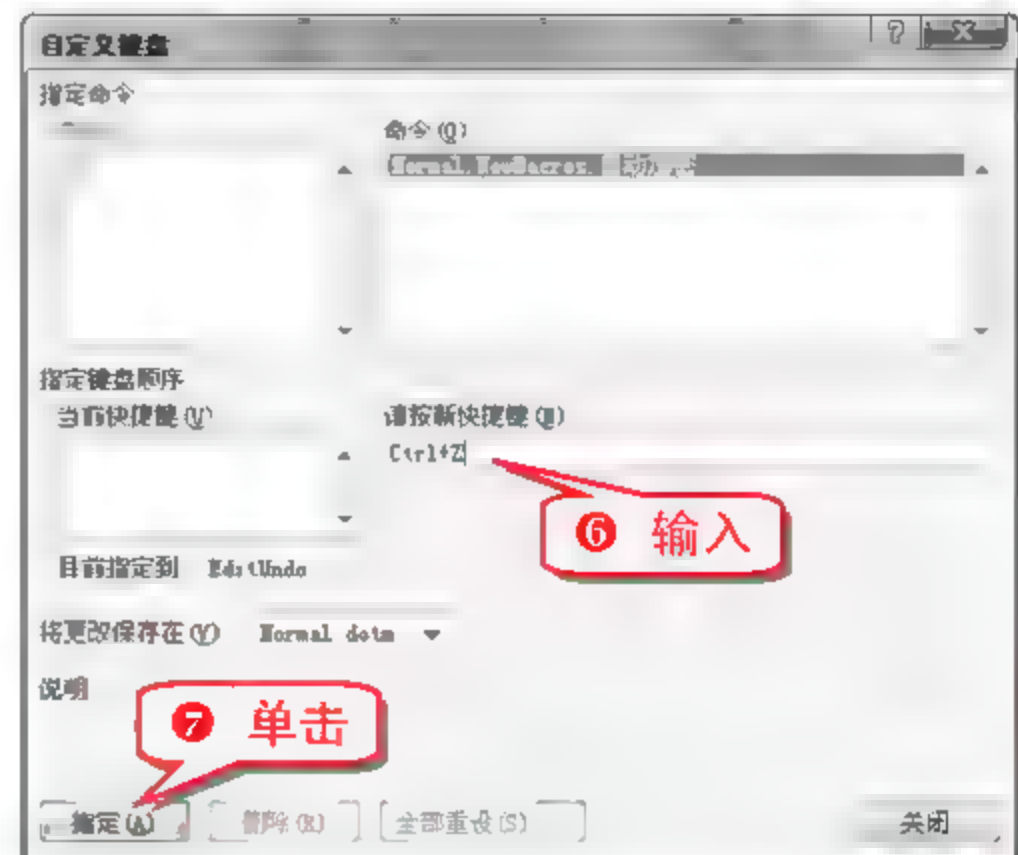 自定义键盘
指定命令
命令(O)
Normal.NewMacros.
指定键盘顺序
当前快捷键(U) 请按新快捷键(N)
Ctrl+Z
❻ 输入
目前指定到 EditUndo
将更改保存在(V) Normal dotm
说明
❼ 单击
指定(A) 删除(R) 全部重设(S) 关闭